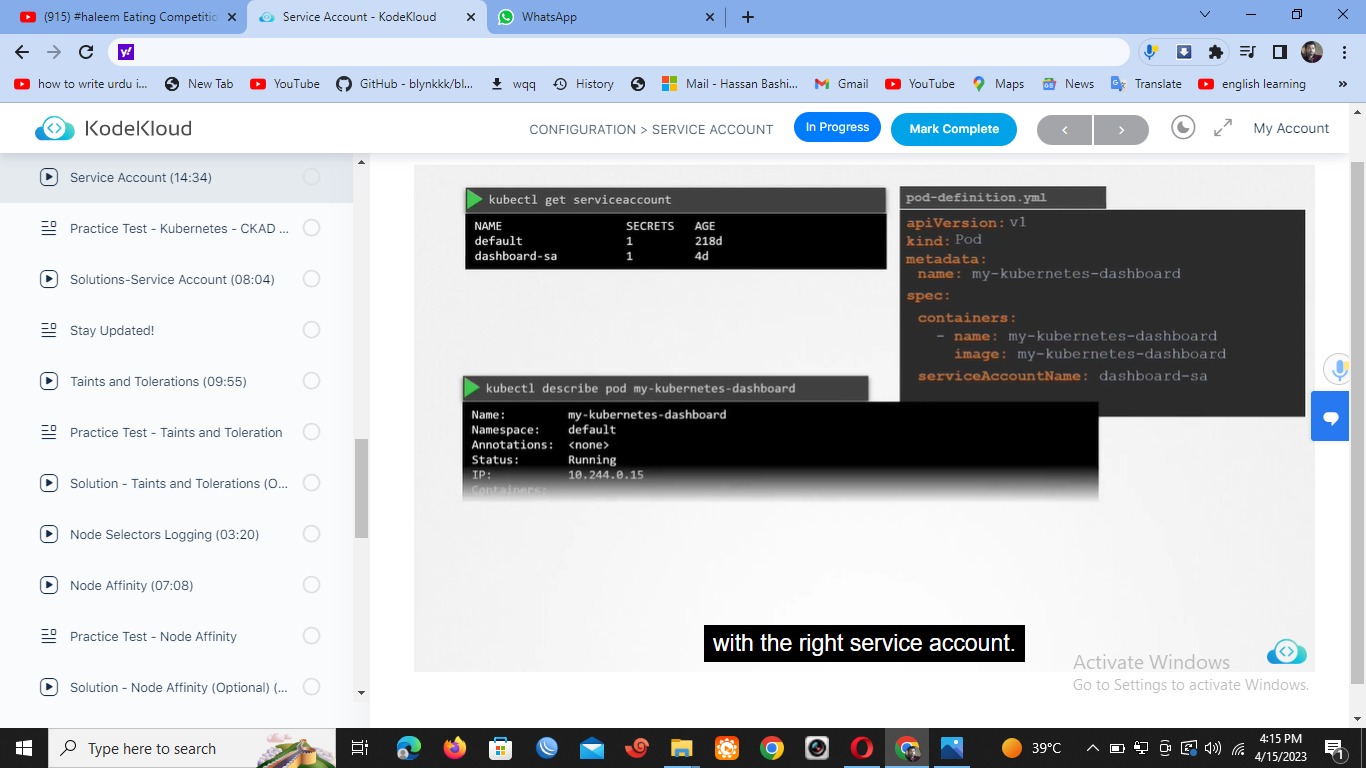 (915) #haleem Eating Competitio
Service Account - KodeKloud
WhatsApp
y!
how to write urdu i...
New Tab
YouTube
GitHub - blynkkk/bl...
wqq
History
Mail - Hassan Bashi...
Gmail
YouTube
Maps
News
Translate
english learning
»
KodeKloud
CONFIGURATION > SERVICE ACCOUNT
In Progress
Mark Complete
My Account
Service Account (14:34)
Practice Test - Kubernetes - CKAD ...
Solutions-Service Account (08:04)
Stay Updated!
Taints and Tolerations (09:55)
Practice Test - Taints and Toleration
Solution - Taints and Tolerations (O...
Node Selectors Logging (03:20)
Node Affinity (07:08)
Practice Test - Node Affinity
Solution - Node Affinity (Optional) (...
kubectl get serviceaccount
NAME SECRETS AGE
default 1 218d
dashboard-sa 1 4d
pod-definition.yml
apiVersion: v1
kind: Pod
metadata:
name: my-kubernetes-dashboard
spec:
containers:
- name: my-kubernetes-dashboard
image: my-kubernetes-dashboard
serviceAccountName: dashboard-sa
kubectl describe pod my-kubernetes-dashboard
Name: my-kubernetes-dashboard
Namespace: default
Annotations: <none>
Status: Running
IP: 10.244.0.15
Containers:
with the right service account.
Activate Windows
Go to Settings to activate Windows.
Type here to search
39°C
4:15 PM
4/15/2023
1